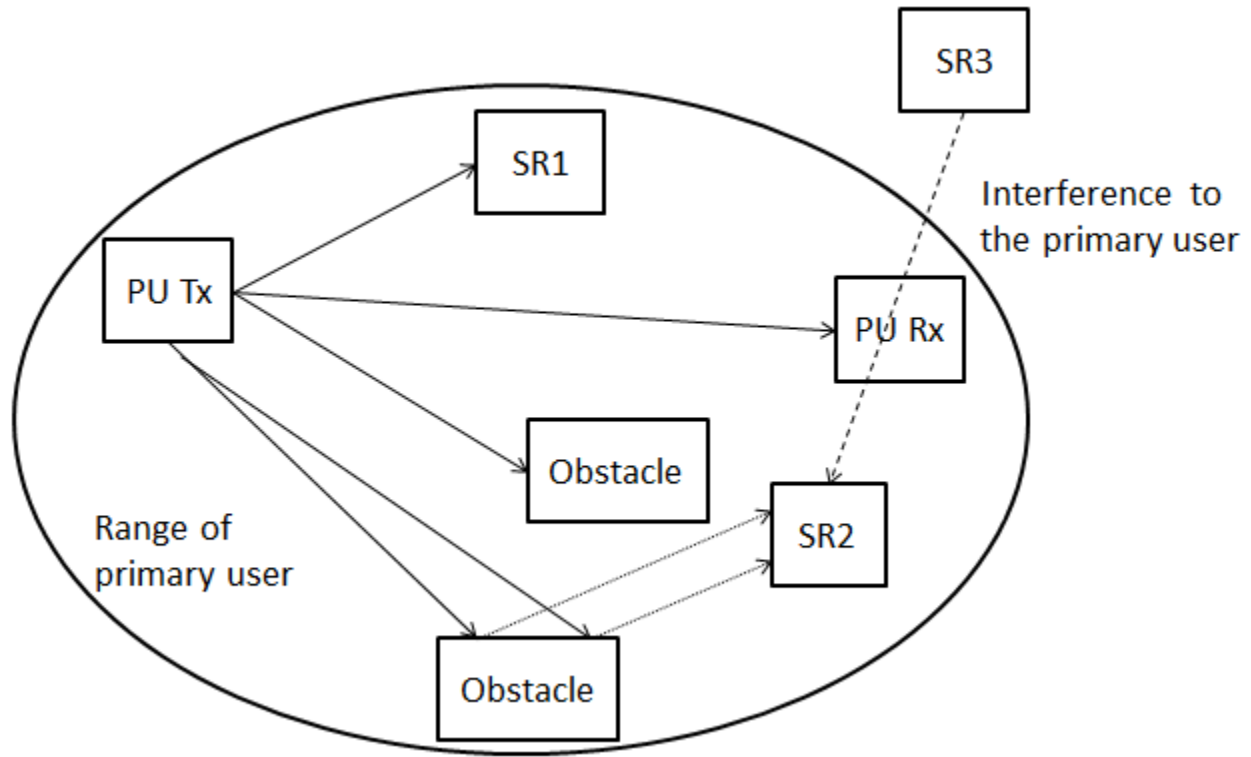 SR3
SR1
Interference to
the primary user
PU Tx
PU Rx
Obstacle
Range of
primary user
SR2
Obstacle